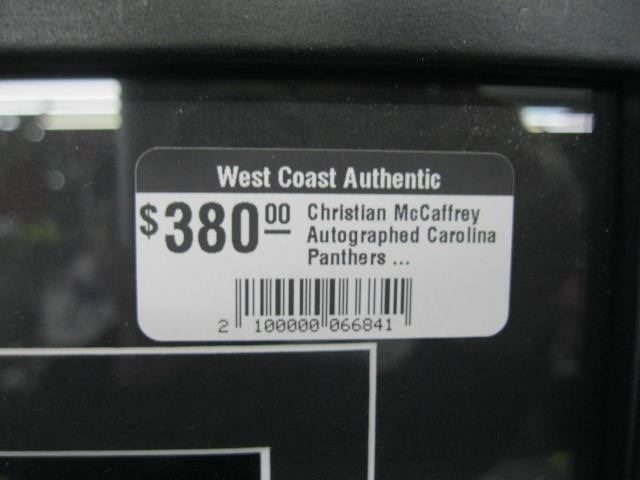 West Coast Authentic
$380 00
Christian McCaffrey
Autographed Carolina
Panthers ...
2 100000 066841